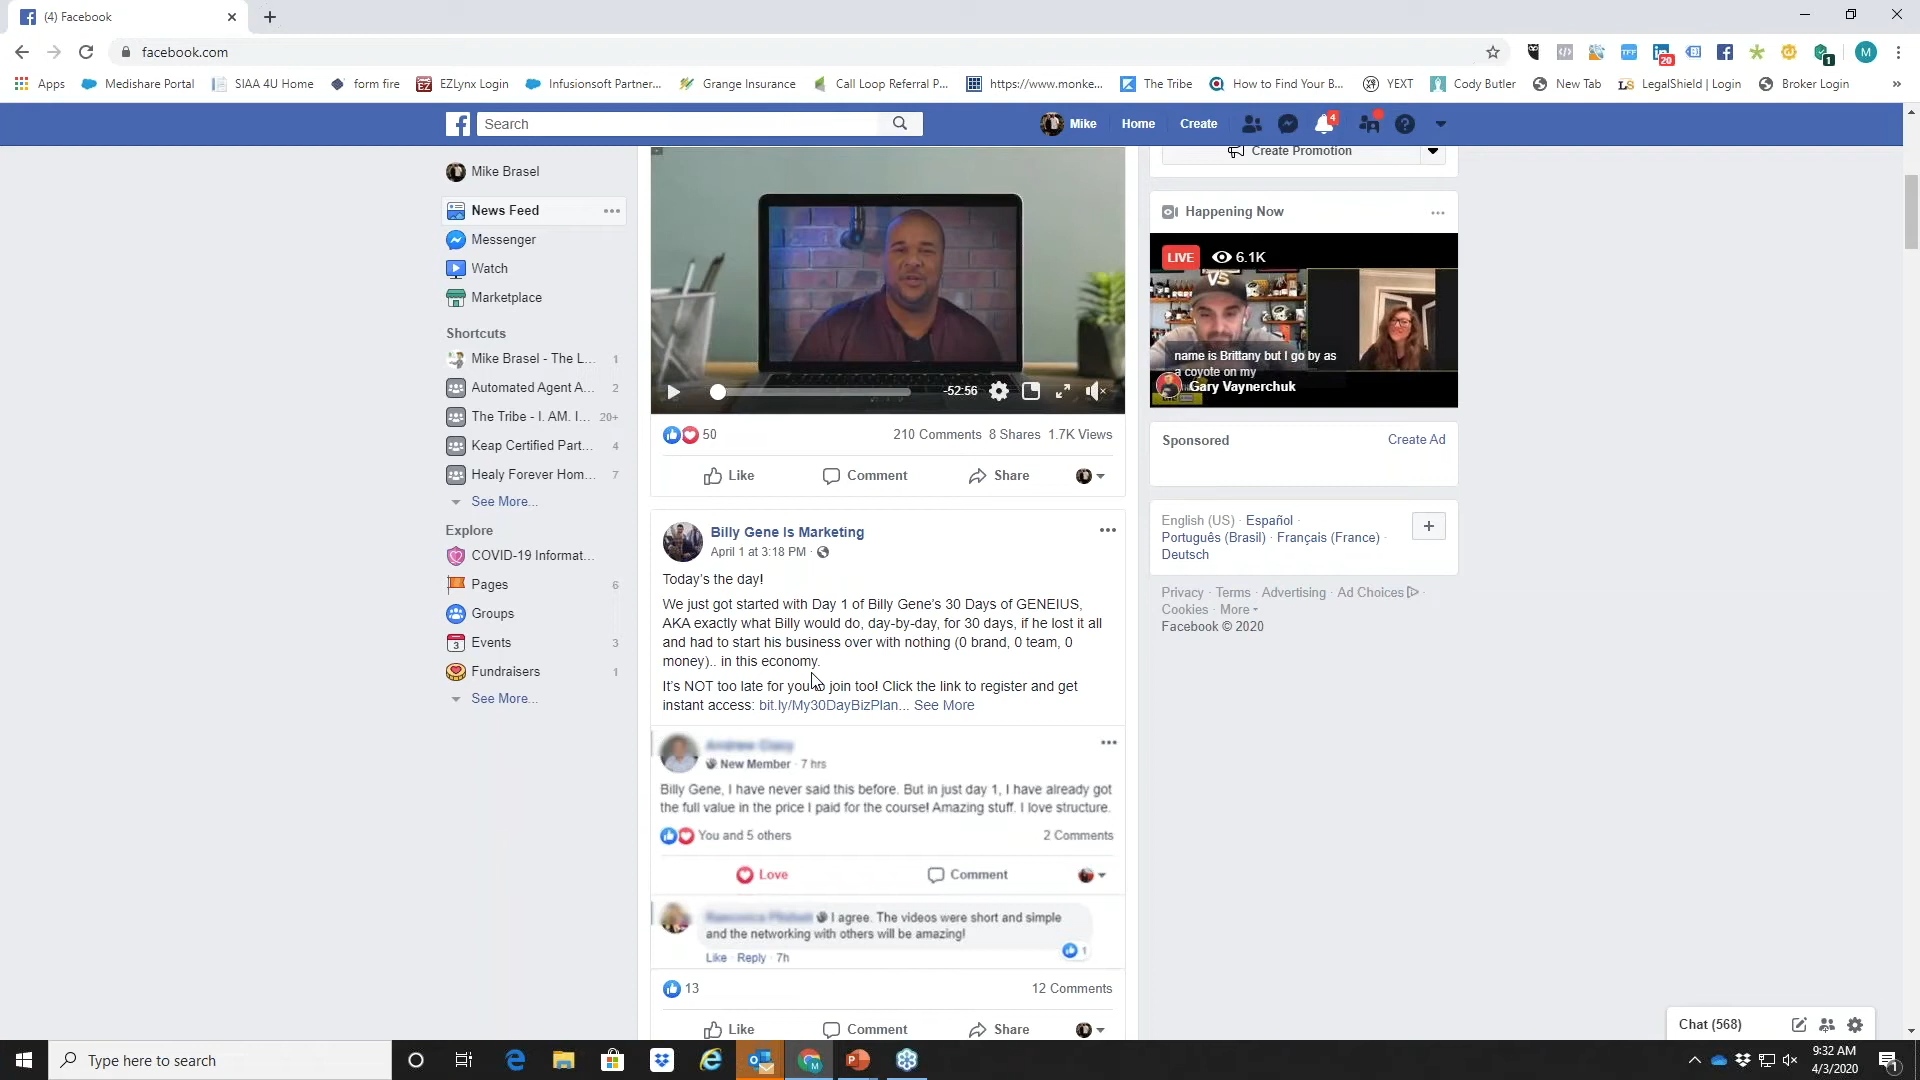 (4) Facebook
facebook.com
20
1
M
Apps
Medishare Portal
SIAA 4U Home
form fire
EZLynx Login
Infusionsoft Partner...
Grange Insurance
Call Loop Referral P...
https://www.monke...
The Tribe
How to Find Your B...
YEXT
Cody Butler
New Tab
LegalShield | Login
Broker Login
»
Search
Mike
Home
Create
4
Mike Brasel
News Feed
Messenger
Watch
Marketplace
Shortcuts
Mike Brasel - The L... 1
Automated Agent A... 2
The Tribe - I. AM. I... 20+
Keap Certified Part... 4
Healy Forever Hom... 7
See More...
Explore
COVID-19 Informat...
Pages 6
Groups
Events 3
Fundraisers 1
See More...
-52:56
50
210 Comments 8 Shares 1.7K Views
Like Comment Share
Billy Gene Is Marketing
April 1 at 3:18 PM ·
Today's the day!
We just got started with Day 1 of Billy Gene's 30 Days of GENEIUS,
AKA exactly what Billy would do, day-by-day, for 30 days, if he lost it all
and had to start his business over with nothing (0 brand, 0 team, 0
money).. in this economy.
It's NOT too late for you to join too! Click the link to register and get
instant access: bit.ly/My30DayBizPlan... See More
New Member · 7 hrs
Billy Gene, I have never said this before. But in just day 1, I have already got
the full value in the price I paid for the course! Amazing stuff. I love structure.
You and 5 others
2 Comments
Love Comment
I agree. The videos were short and simple
and the networking with others will be amazing!
1
Like · Reply · 7h
13
12 Comments
Like Comment Share
Create Promotion
Happening Now
LIVE 6.1K
VS
name is Brittany but I go by as
a coyote on my
Gary Vaynerchuk
Sponsored
Create Ad
English (US) · Español ·
Português (Brasil) · Français (France) ·
Deutsch
Privacy · Terms · Advertising · Ad Choices ·
Cookies · More
Facebook © 2020
Chat (568)
Type here to search
9:32 AM
4/3/2020
1